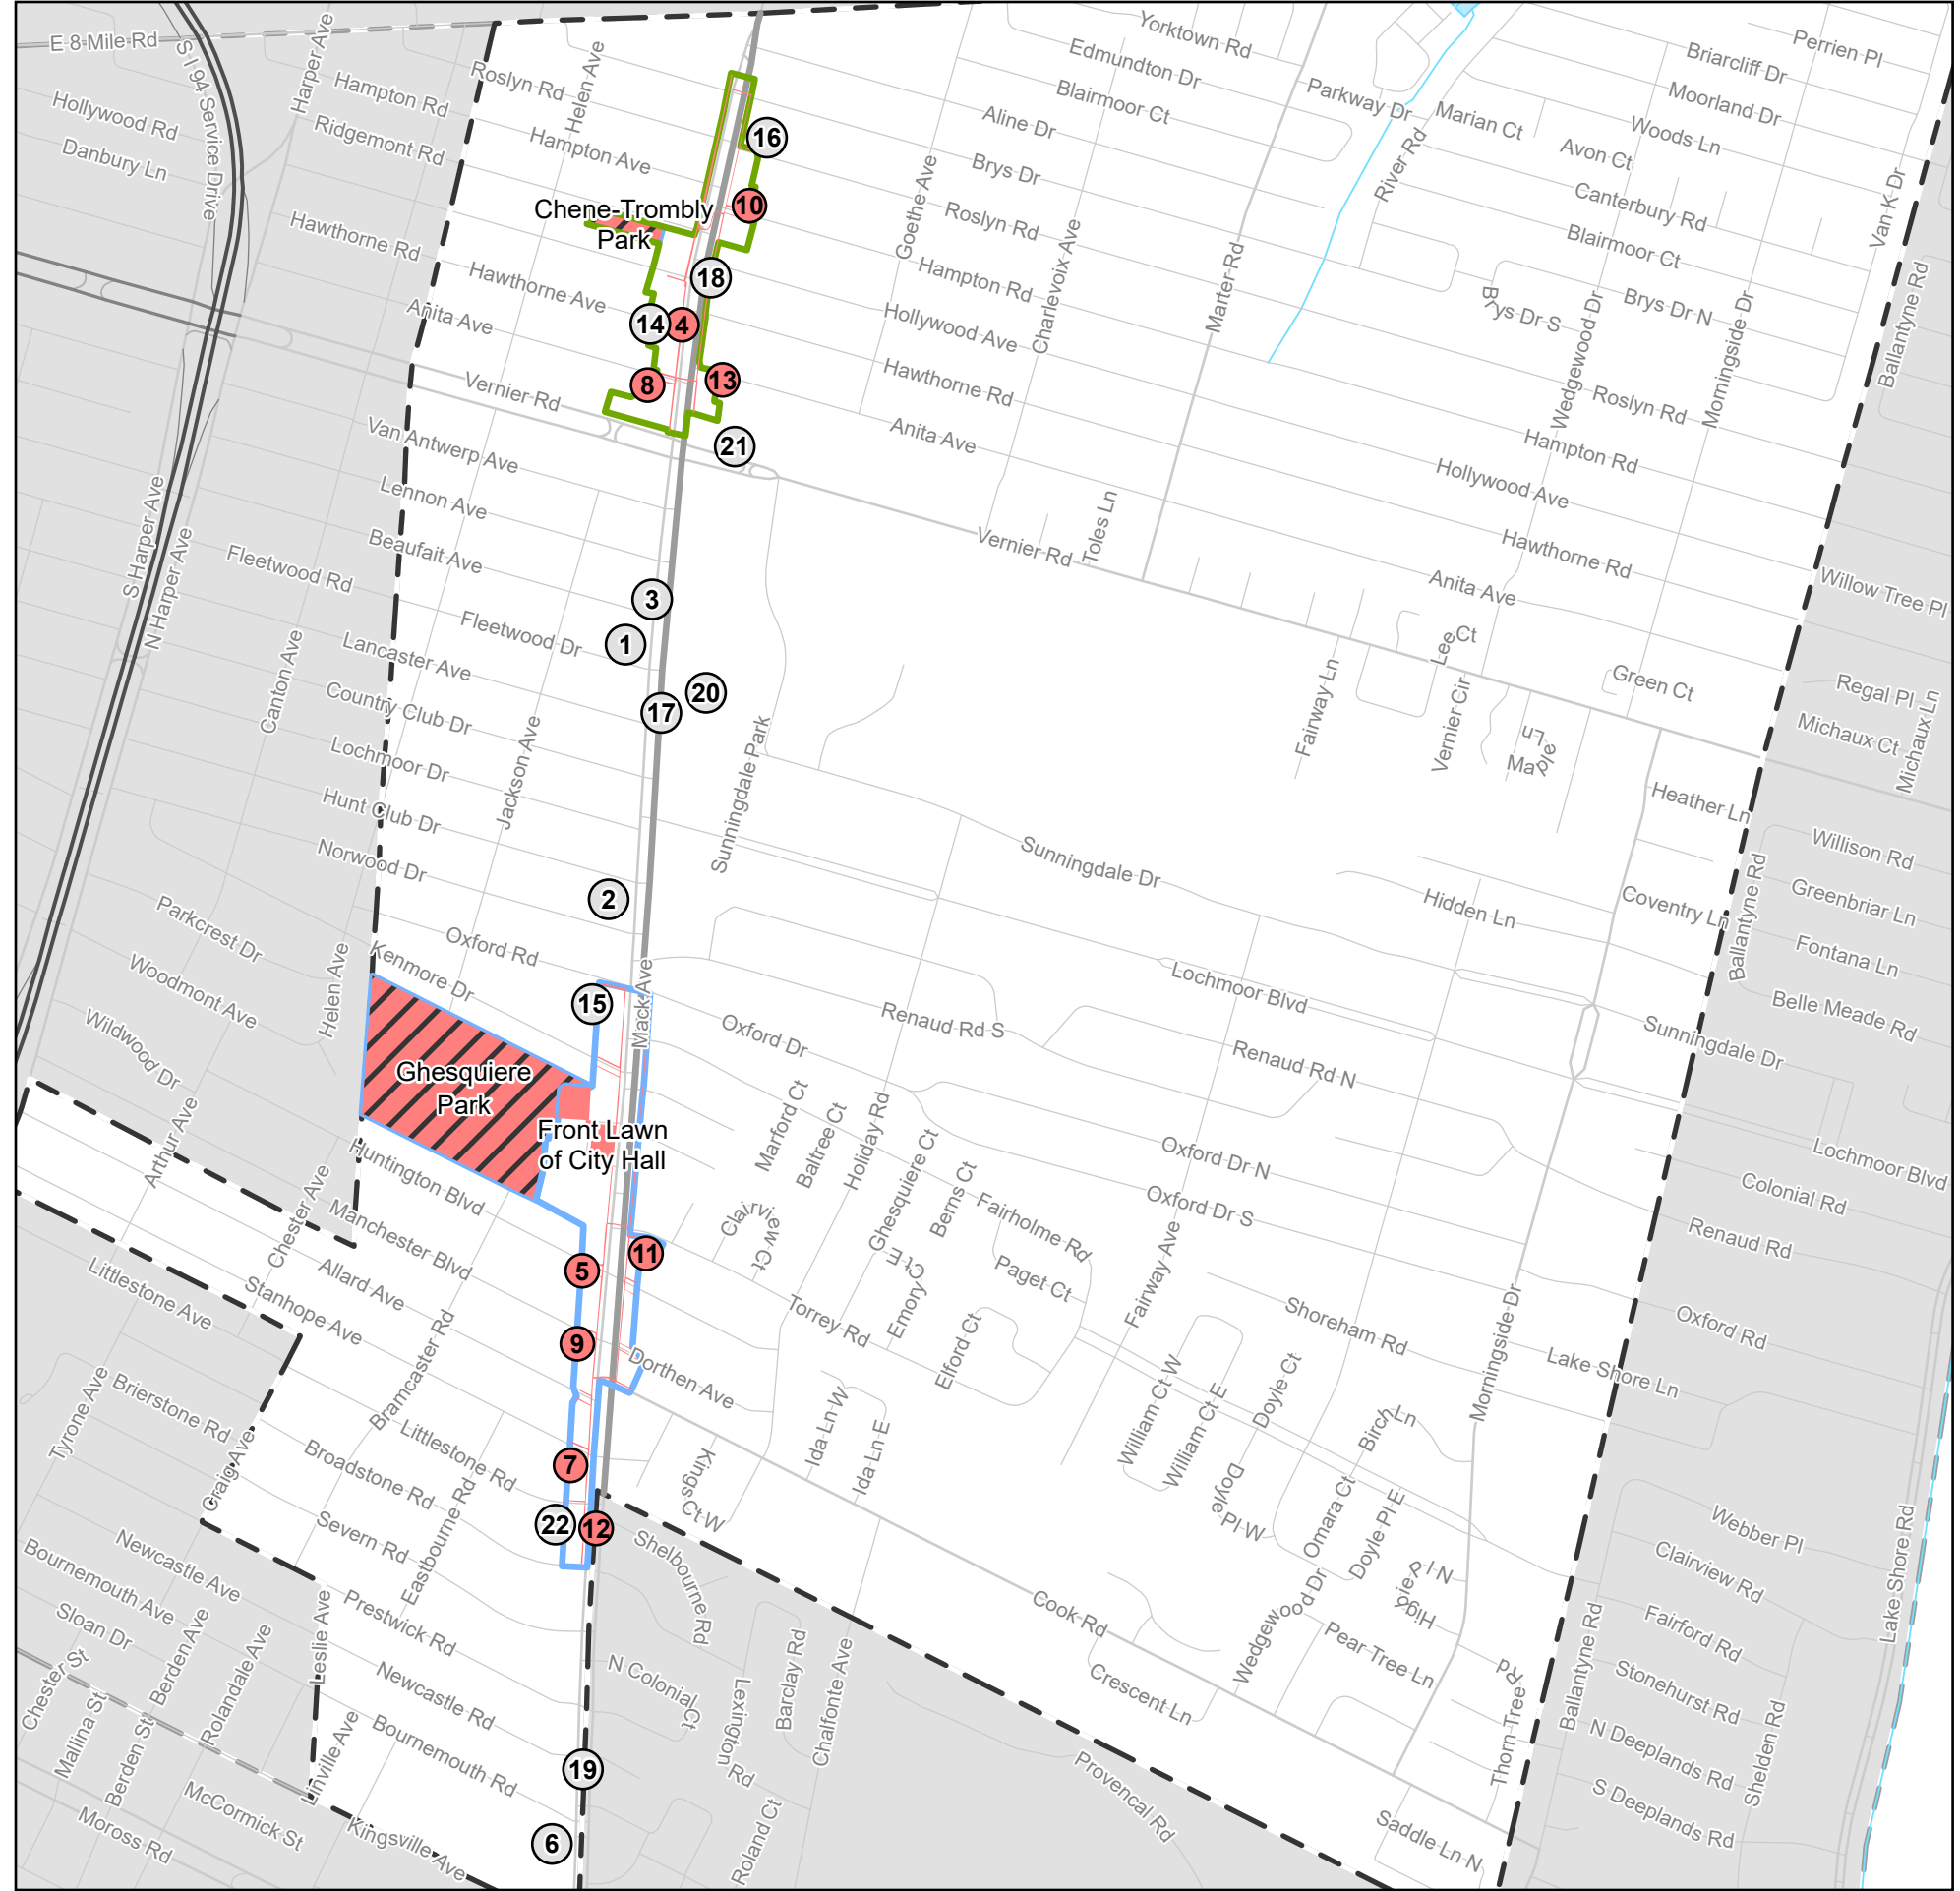 E 8 Mile Rd
S I 94 Service Drive
Harper Ave
Helen Ave
Roslyn Rd
Hampton Rd
Ridgemont Rd
Hollywood Rd
Danbury Ln
Hampton Ave
Hawthorne Rd
Hawthorne Ave
Anita Ave
Chene-Trombly
Park
16
10
18
14
4
8
13
21
Yorktown Rd
Edmundton Dr
Blairmoor Ct
Aline Dr
Brys Dr
Roslyn Rd
Hampton Rd
Hollywood Ave
Hawthorne Rd
Anita Ave
Goethe Ave
Charlevoix Ave
Marter Rd
Parkway Dr
River Rd
Marian Ct
Avon Ct
Woods Ln
Moorland Dr
Briarcliff Dr
Perrien Pl
Canterbury Rd
Blairmoor Ct
Brys Dr N
Brys Dr S
Wedgewood Dr
Morningside Dr
Van K Dr
Ballantyne Rd
Roslyn Rd
Hampton Rd
Hollywood Ave
Hawthorne Rd
Anita Ave
Willow Tree Pl
Vernier Rd
Van Antwerp Ave
Lennon Ave
Beaufait Ave
Fleetwood Rd
Fleetwood Dr
Lancaster Ave
Country Club Dr
Lochmoor Dr
Hunt Club Dr
Norwood Dr
S Harper Ave
N Harper Ave
Canton Ave
Jackson Ave
3
1
20
17
2
Sunningdale Park
Vernier Rd
Toles Ln
Fairway Ln
Lee Ct
Vernier Cir
Maple Ln
Green Ct
Regal Pl
Michaux Ct
Michaux Ln
Heather Ln
Willison Rd
Greenbriar Ln
Fontana Ln
Belle Meade Rd
Ballantyne Rd
Coventry Ln
Hidden Ln
Sunningdale Dr
Sunningdale Dr
Lochmoor Blvd
Lochmoor Blvd
Renaud Rd S
Renaud Rd N
Oxford Rd
Kenmore Dr
Parkcrest Dr
Woodmont Ave
Wildwood Dr
Helen Ave
Arthur Ave
15
Mack Ave
Oxford Dr
Ghesquiere
Park
Front Lawn
of City Hall
Marford Ct
Baltree Ct
Holiday Rd
Ghesquiere Ct
Berns Ct
Clairview Ct
Emory Ct E
Fairholme Rd
Paget Ct
Elford Ct
Torrey Rd
Oxford Dr N
Oxford Dr S
Fairway Ave
Shoreham Rd
Morningside Dr
Lake Shore Ln
Colonial Rd
Renaud Rd
Oxford Rd
Huntington Blvd
Manchester Blvd
Allard Ave
Stanhope Ave
Littlestone Ave
Chester Ave
Bramcaster Rd
Brierstone Rd
Tyrone Ave
Craig Ave
Littlestone Rd
Broadstone Rd
Severn Rd
Eastbourne Rd
11
5
9
7
22
12
Dorthen Ave
Kings Ct W
Ida Ln W
Ida Ln E
William Ct W
William Ct E
Doyle Ct
Doyle Pl W
Birch Ln
Omara Ct
Doyle Pl E
Wedgewood Dr
Pear Tree Ln
Thorn Tree Rd
Cook Rd
Crescent Ln
Saddle Ln N
Provencal Rd
Shelbourne Rd
N Colonial Ct
Lexington Rd
Barclay Rd
Chalfonte Ave
Roland Ct
Newcastle Ave
Bournemouth Ave
Sloan Dr
Chester St
Mallina St
Berden Ave
Berden St
Rolandale Ave
Leslie Ave
Linville Ave
McCormick St
Moross Rd
Kingsville Ave
Prestwick Rd
Newcastle Rd
Bournemouth Rd
19
6
Webber Pl
Clairview Rd
Fairford Rd
Stonehurst Rd
N Deeplands Rd
S Deeplands Rd
Ballantyne Rd
Shelden Rd
Lake Shore Rd